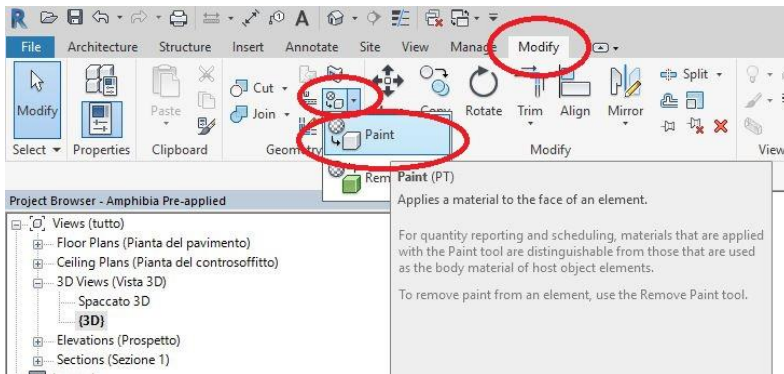 File Architecture Structure Insert Annotate Site View Manage Modify
Cut Split
Modify Paste Join Copy Rotate Trim Align Mirror
Select Properties Clipboard Geometry Modify View
Paint
Paint (PT)
Applies a material to the face of an element.
For quantity reporting and scheduling, materials that are applied
with the Paint tool are distinguishable from those that are used
as the body material of host object elements.
To remove paint from an element, use the Remove Paint tool.
Project Browser - Amphibia Pre-applied
Views (tutto)
Floor Plans (Pianta del pavimento)
Ceiling Plans (Pianta del controsoffitto)
3D Views (Vista 3D)
Spaccato 3D
{3D}
Elevations (Prospetto)
Sections (Sezione 1)